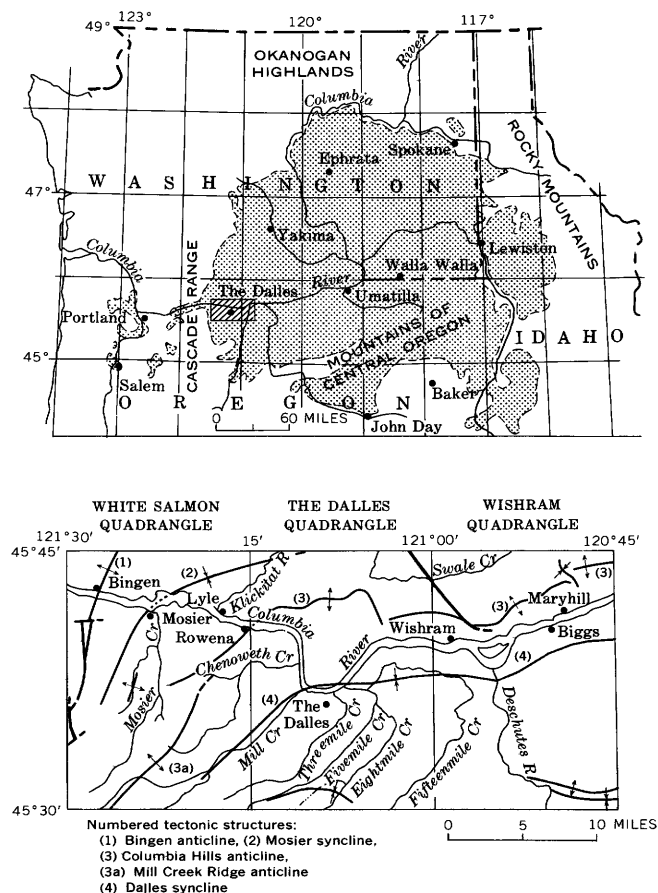 49°
123°
120°
117°
OKANOGAN
HIGHLANDS
River
Columbia
Spokane
Ephrata
ROCKY MOUNTAINS
47°
WASHINGTON
Yakima
Lewiston
Columbia
CASCADE RANGE
Walla Walla
River
The Dalles
Umatilla
Portland
MOUNTAINS OF
CENTRAL OREGON
IDAHO
45°
Salem
Baker
OREGON
0 60 MILES
John Day
WHITE SALMON
QUADRANGLE
THE DALLES
QUADRANGLE
WISHRAM
QUADRANGLE
121°30'
15'
121°00'
120°45'
45°45'
(1)
Bingen
(2)
Klickitat R
Swale Cr
(3)
Lyle
(3)
(3)
Maryhill
Mosier
Columbia
Rowena
River
Wishram
Biggs
Chenoweth Cr
(4)
Mosier Cr
(4)
The
Dalles
Mill Cr
Threemile Cr
Fivemile Cr
Eightmile Cr
Fifteenmile Cr
Deschutes R
(3a)
45°30'
Numbered tectonic structures:
(1) Bingen anticline, (2) Mosier syncline,
(3) Columbia Hills anticline,
(3a) Mill Creek Ridge anticline
(4) Dalles syncline
0 5 10 MILES